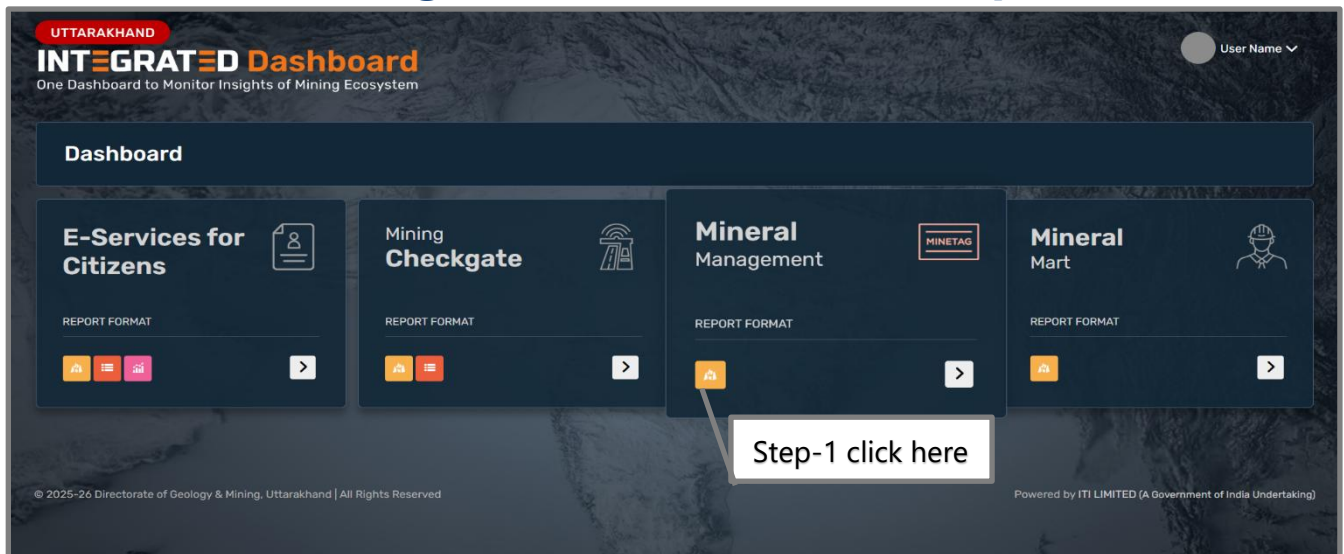 UTTARAKHAND
INTEGRATED Dashboard
One Dashboard to Monitor Insights of Mining Ecosystem
User Name
Dashboard
E-Services for
Citizens
REPORT FORMAT
Mining
Checkgate
REPORT FORMAT
Mineral
Management
MINETAG
REPORT FORMAT
Mineral
Mart
REPORT FORMAT
Step-1 click here
© 2025-26 Directorate of Geology & Mining, Uttarakhand | All Rights Reserved
Powered by ITI LIMITED (A Government of India Undertaking)